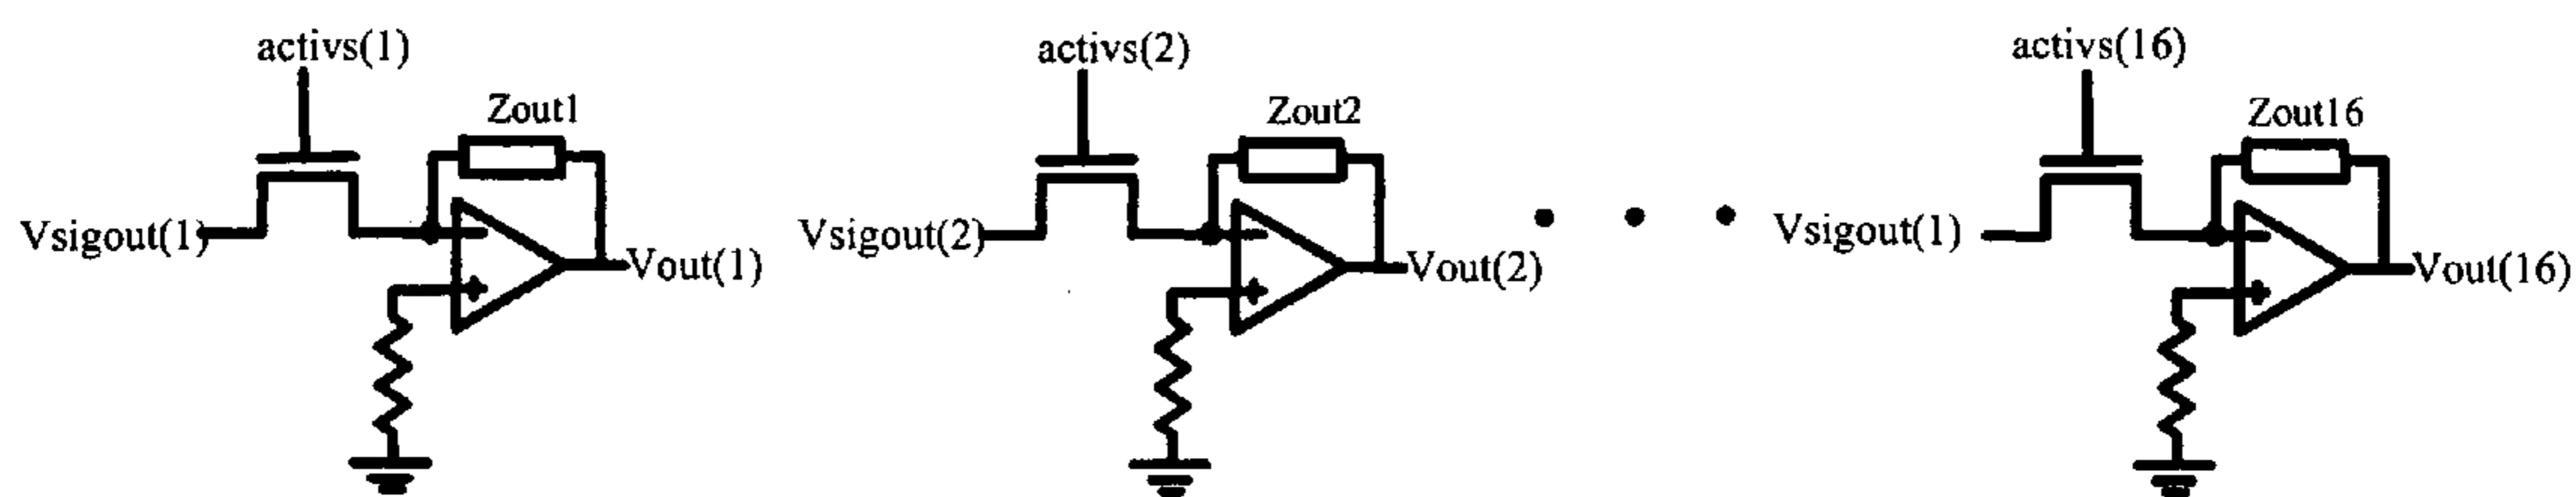 activs(1)
activs(2)
activs(16)
Zout1
Zout2
Zout16
Vsigout(1)
Vout(1)
Vsigout(2)
Vout(2)
Vsigout(1)
Vout(16)